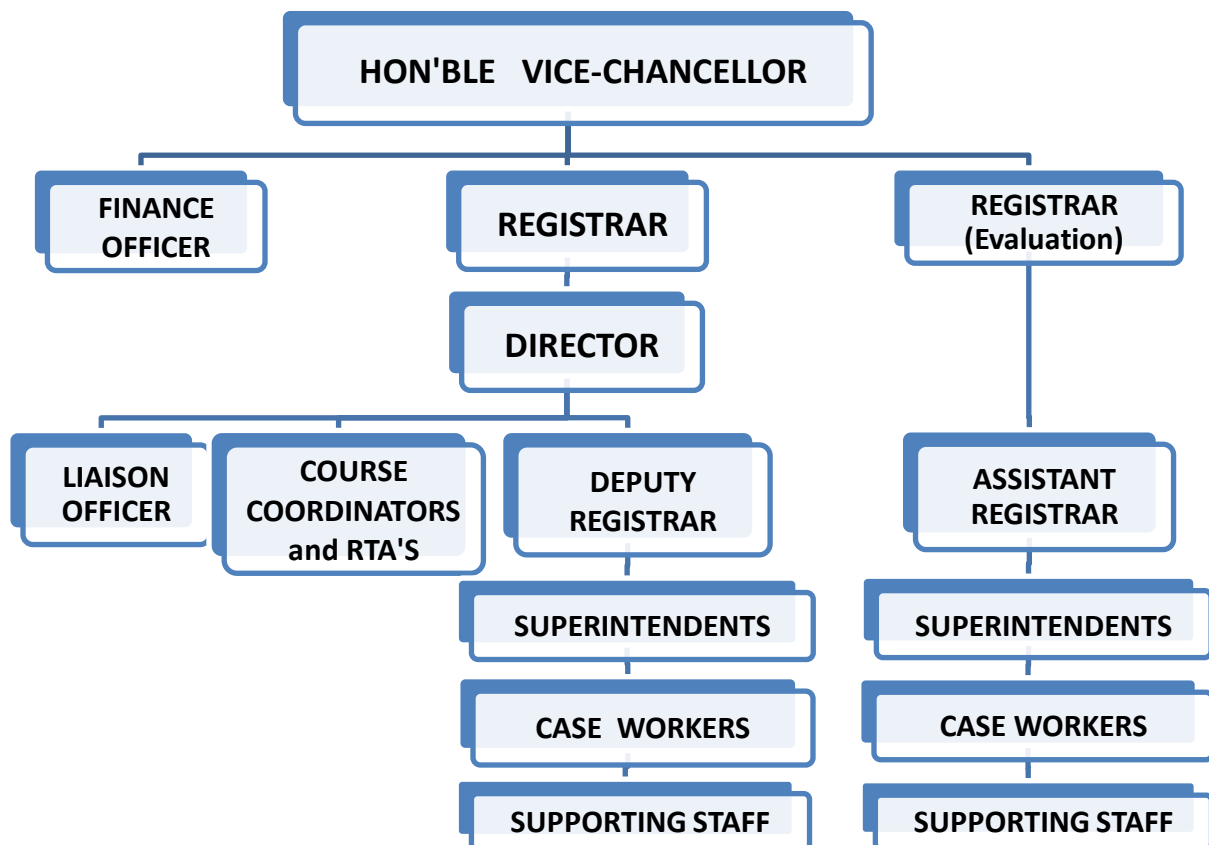 HON'BLE VICE-CHANCELLOR
FINANCE
OFFICER
REGISTRAR
REGISTRAR
(Evaluation)
DIRECTOR
LIAISON
OFFICER
COURSE
COORDINATORS
and RTA'S
DEPUTY
REGISTRAR
ASSISTANT
REGISTRAR
SUPERINTENDENTS
SUPERINTENDENTS
CASE WORKERS
CASE WORKERS
SUPPORTING STAFF
SUPPORTING STAFF